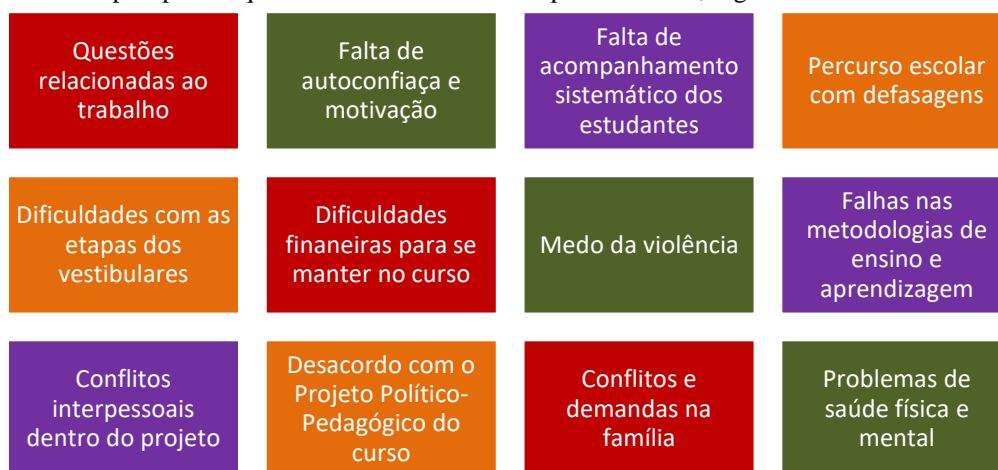 Questões
relacionadas ao
trabalho
Falta de
autoconfiaça e
motivação
Falta de
acompanhamento
sistemático dos
estudantes
Percurso escolar
com defasagens
Dificuldades com as
etapas dos
vestibulares
Dificuldades
finaneiras para se
manter no curso
Medo da violência
Falhas nas
metodologias de
ensino e
aprendizagem
Conflitos
interpessoais
dentro do projeto
Desacordo com o
Projeto Político-
Pedagógico do
curso
Conflitos e
demandas na
família
Problemas de
saúde física e
mental